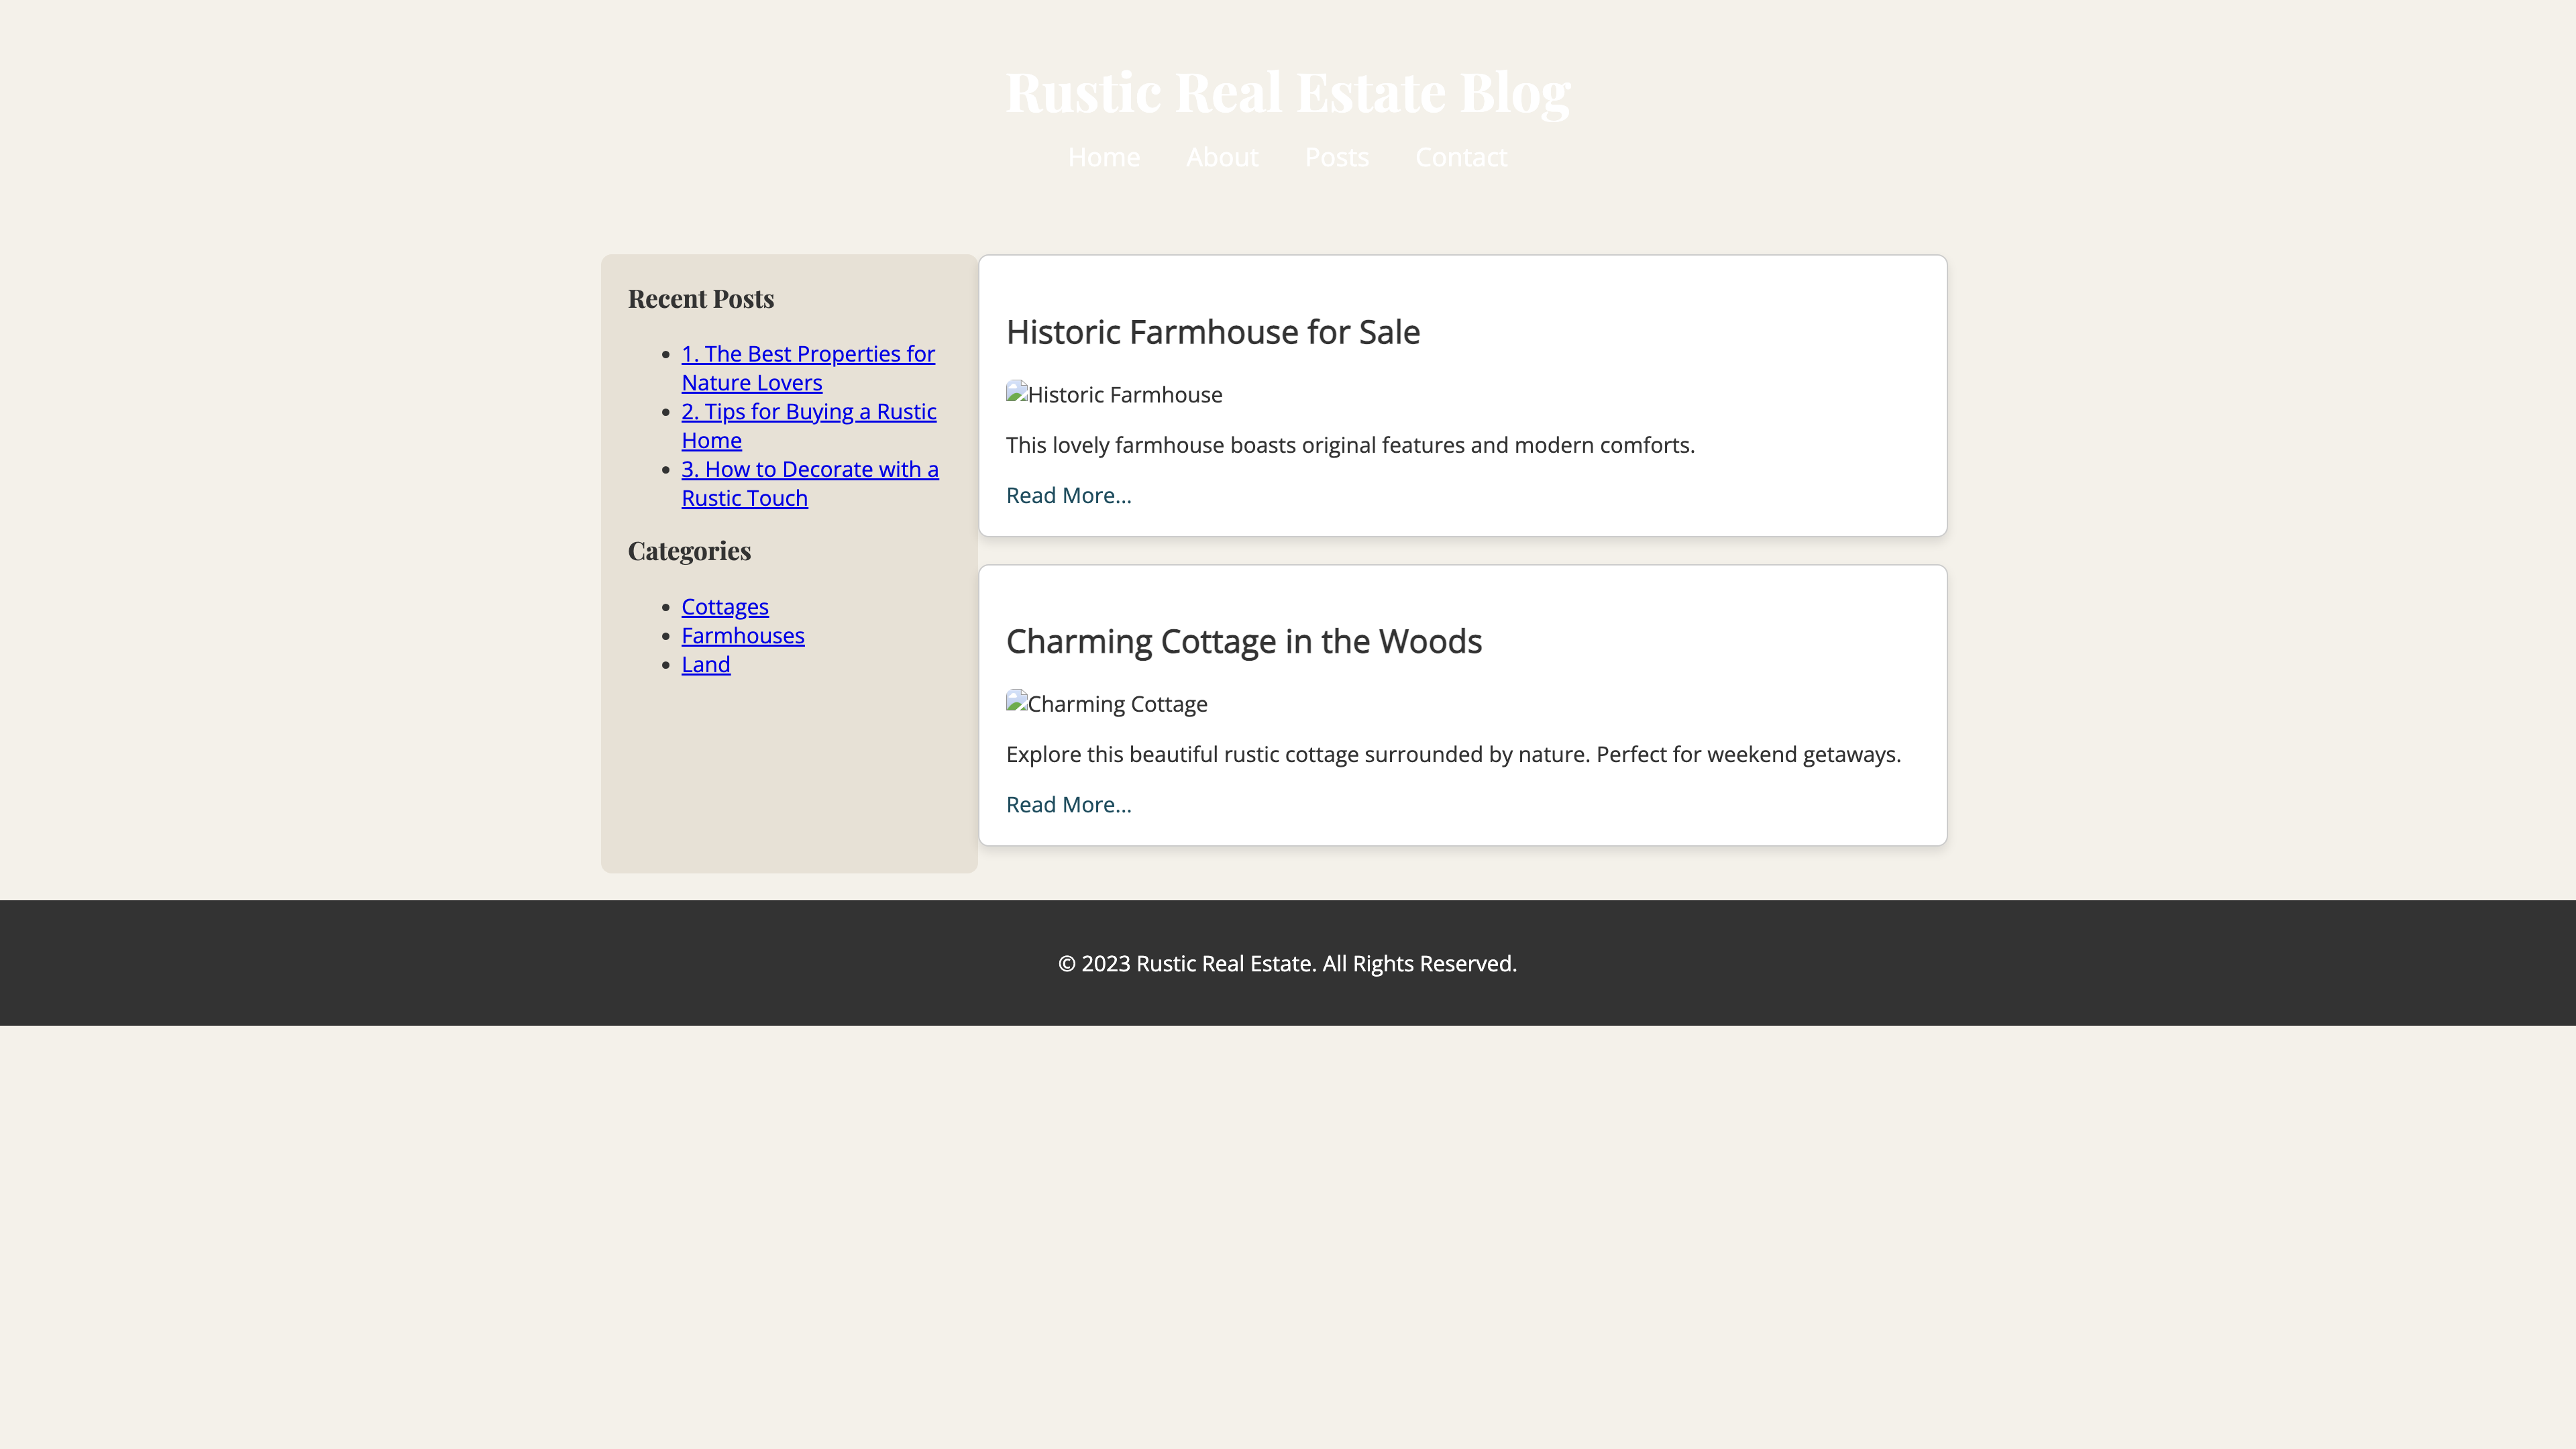 Rustic Real Estate Blog
Home About Posts Contact
Recent Posts
1. The Best Properties for
Nature Lovers
2. Tips for Buying a Rustic
Home
3. How to Decorate with a
Rustic Touch
Categories
Cottages
Farmhouses
Land
Historic Farmhouse for Sale
Historic Farmhouse
This lovely farmhouse boasts original features and modern comforts.
Read More...
Charming Cottage in the Woods
Charming Cottage
Explore this beautiful rustic cottage surrounded by nature. Perfect for weekend getaways.
Read More...
© 2023 Rustic Real Estate. All Rights Reserved.